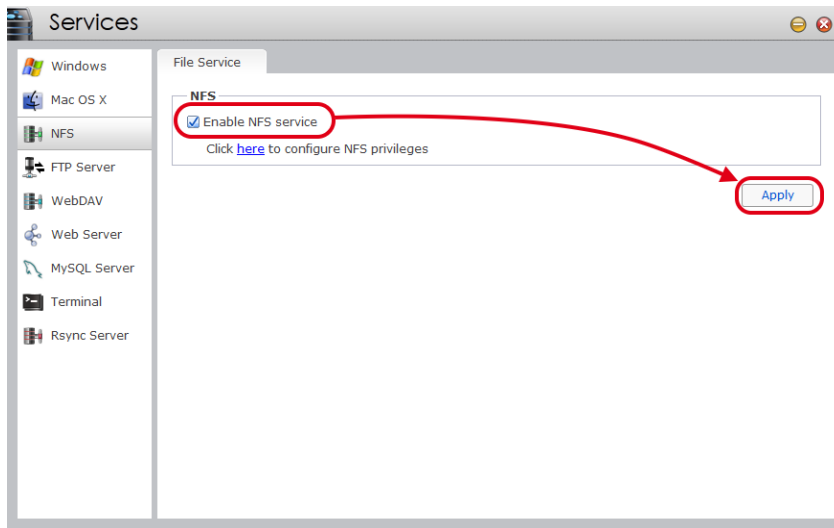 Services
Windows
Mac OS X
NFS
FTP Server
WebDAV
Web Server
MySQL Server
Terminal
Rsync Server
File Service
NFS
Enable NFS service
Click here to configure NFS privileges
Apply